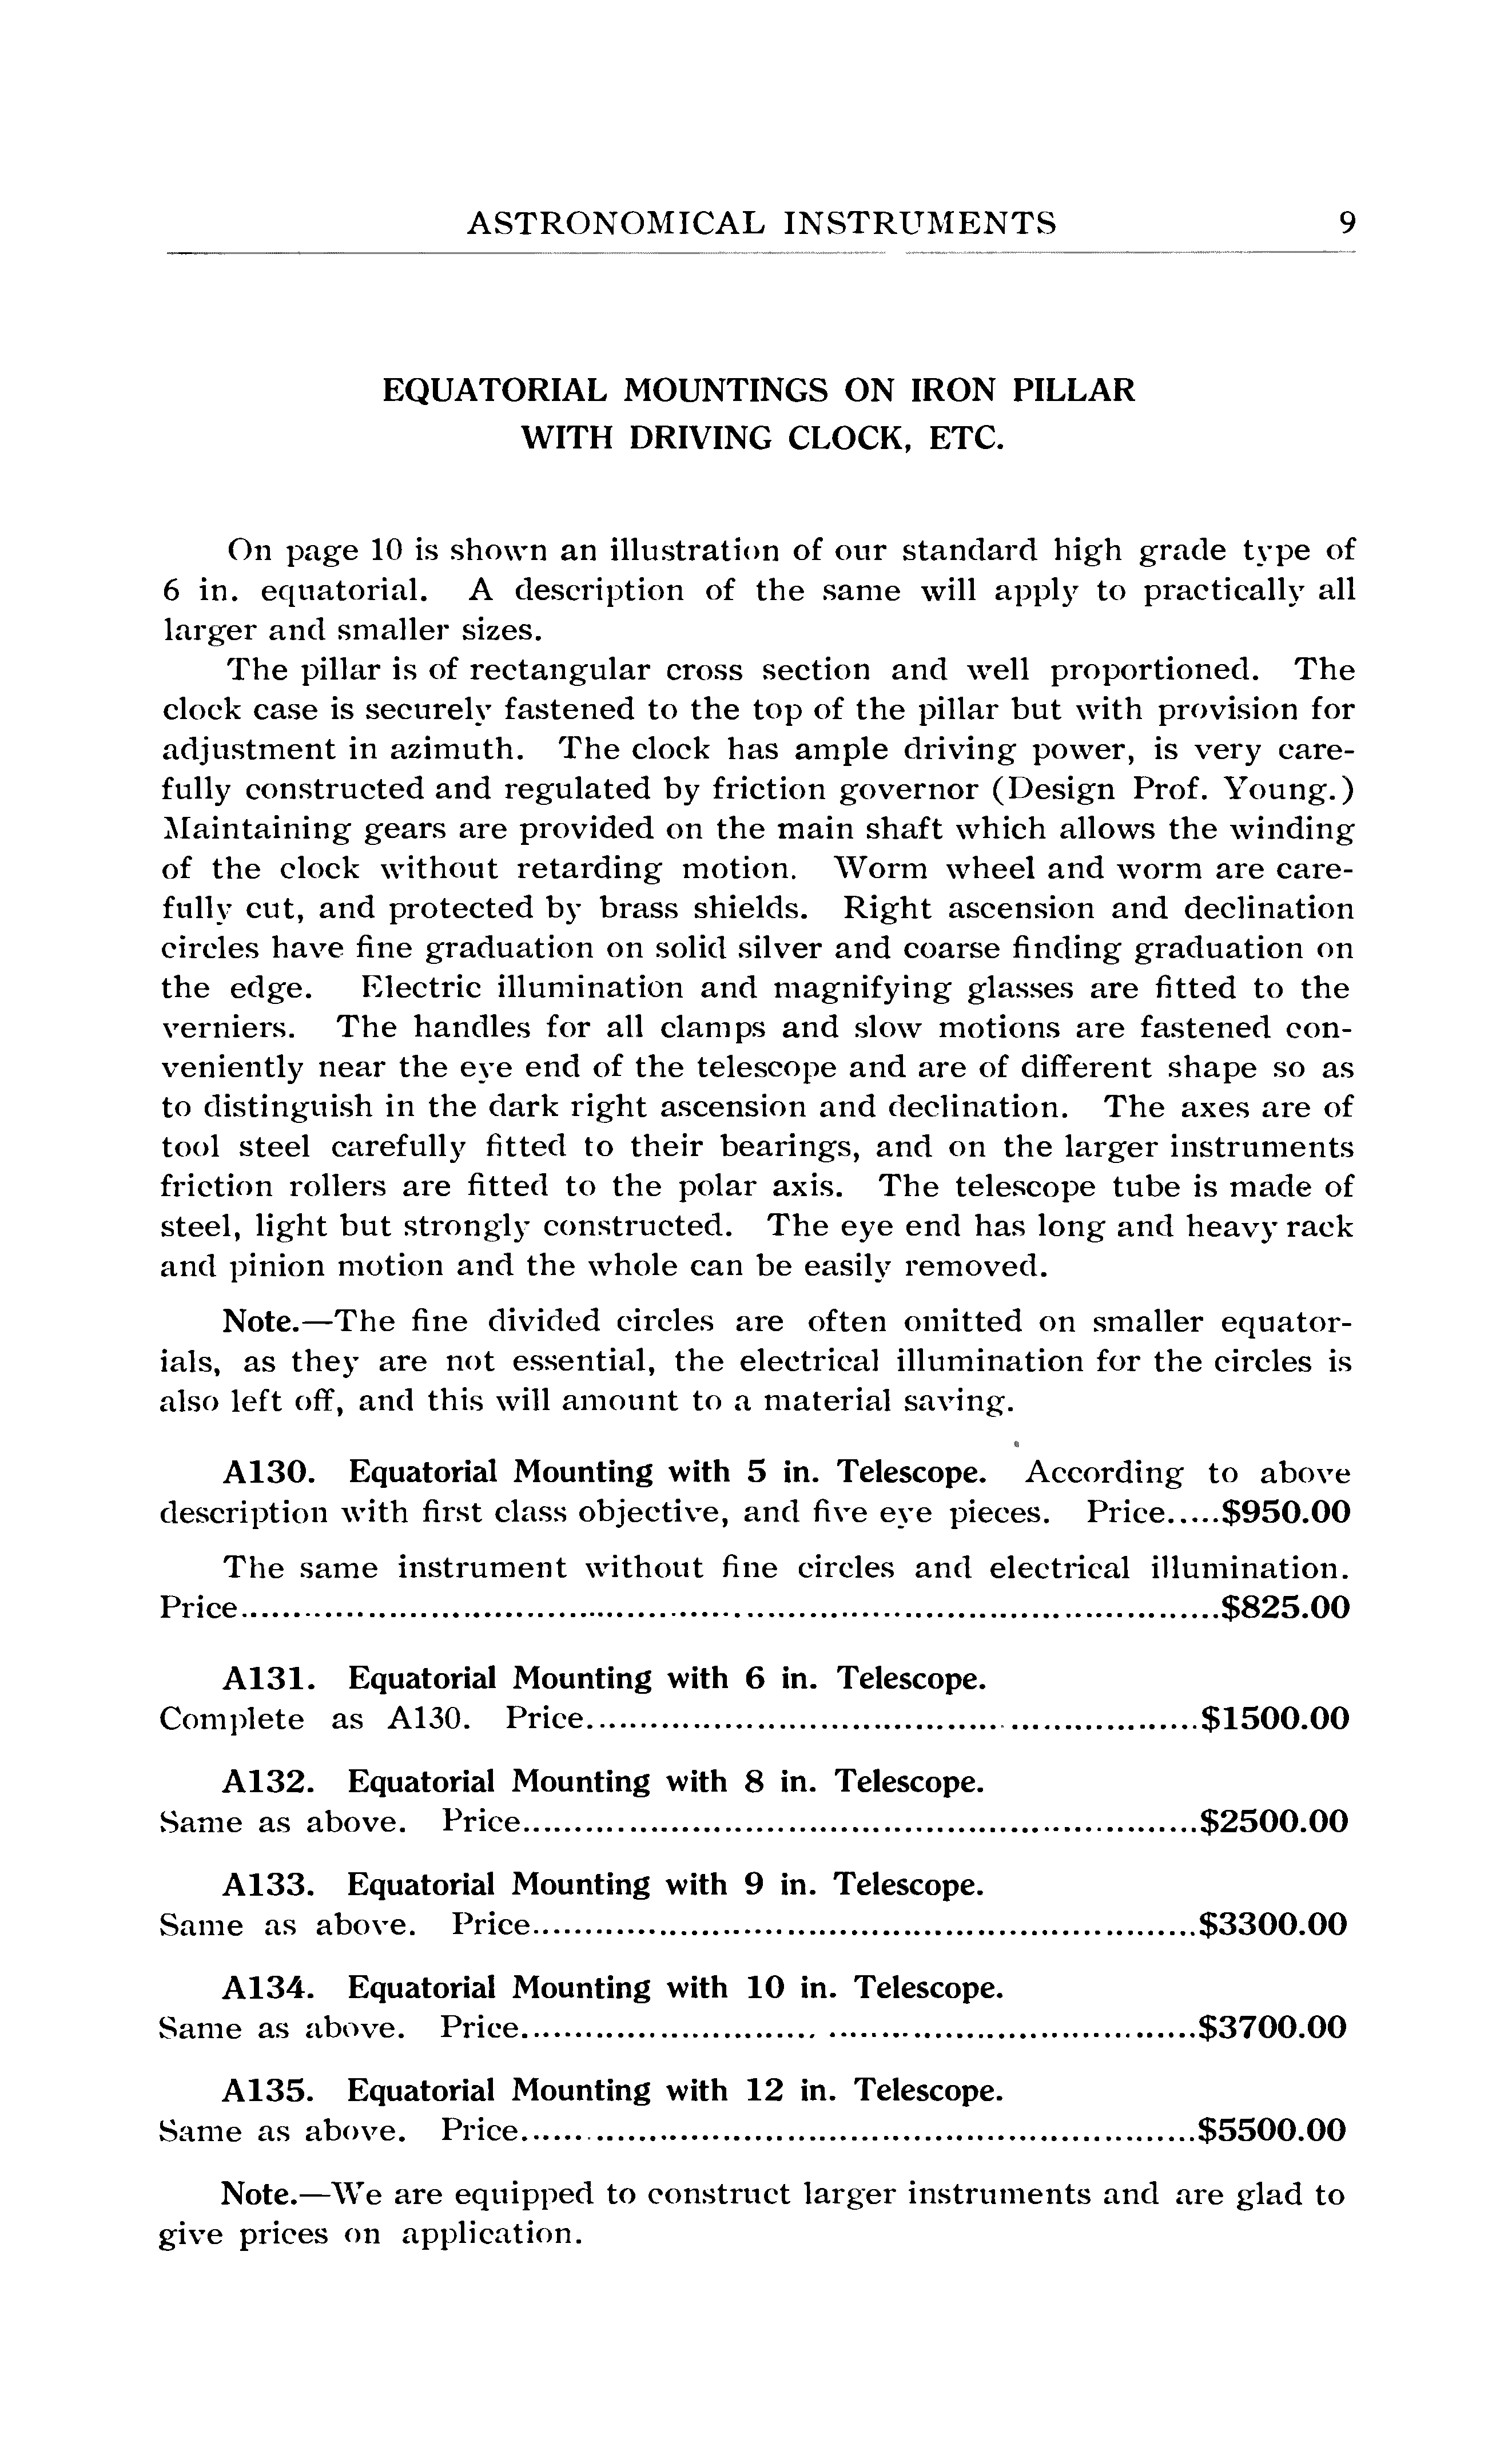 ASTRONOMICAL INSTRUMENTS 9
EQUATORIAL MOUNTINGS ON IRON PILLAR
WITH DRIVING CLOCK, ETC.
On page 10 is shown an illustration of our standard high grade type of
6 in. equatorial. A description of the same will apply to practically all
larger and smaller sizes.
The pillar is of rectangular cross section and well proportioned. The
clock case is securely fastened to the top of the pillar but with provision for
adjustment in azimuth. The clock has ample driving power, is very care-
fully constructed and regulated by friction governor (Design Prof. Young.)
Maintaining gears are provided on the main shaft which allows the winding
of the clock without retarding motion. Worm wheel and worm are care-
fully cut, and protected by brass shields. Right ascension and declination
circles have fine graduation on solid silver and coarse finding graduation on
the edge. Electric illumination and magnifying glasses are fitted to the
verniers. The handles for all clamps and slow motions are fastened con-
veniently near the eye end of the telescope and are of different shape so as
to distinguish in the dark right ascension and declination. The axes are of
tool steel carefully fitted to their bearings, and on the larger instruments
friction rollers are fitted to the polar axis. The telescope tube is made of
steel, light but strongly constructed. The eye end has long and heavy rack
and pinion motion and the whole can be easily removed.
Note.—The fine divided circles are often omitted on smaller equator-
ials, as they are not essential, the electrical illumination for the circles is
also left off, and this will amount to a material saving.
A130. Equatorial Mounting with 5 in. Telescope. According to above
description with first class objective, and five eye pieces. Price.....$950.00
The same instrument without fine circles and electrical illumination.
Price..........$825.00
A131. Equatorial Mounting with 6 in. Telescope.
Complete as A130. Price..........$1500.00
A132. Equatorial Mounting with 8 in. Telescope.
Same as above. Price..........$2500.00
A133. Equatorial Mounting with 9 in. Telescope.
Same as above. Price..........$3300.00
A134. Equatorial Mounting with 10 in. Telescope.
Same as above. Price..........$3700.00
A135. Equatorial Mounting with 12 in. Telescope.
Same as above. Price..........$5500.00
Note.—We are equipped to construct larger instruments and are glad to
give prices on application.